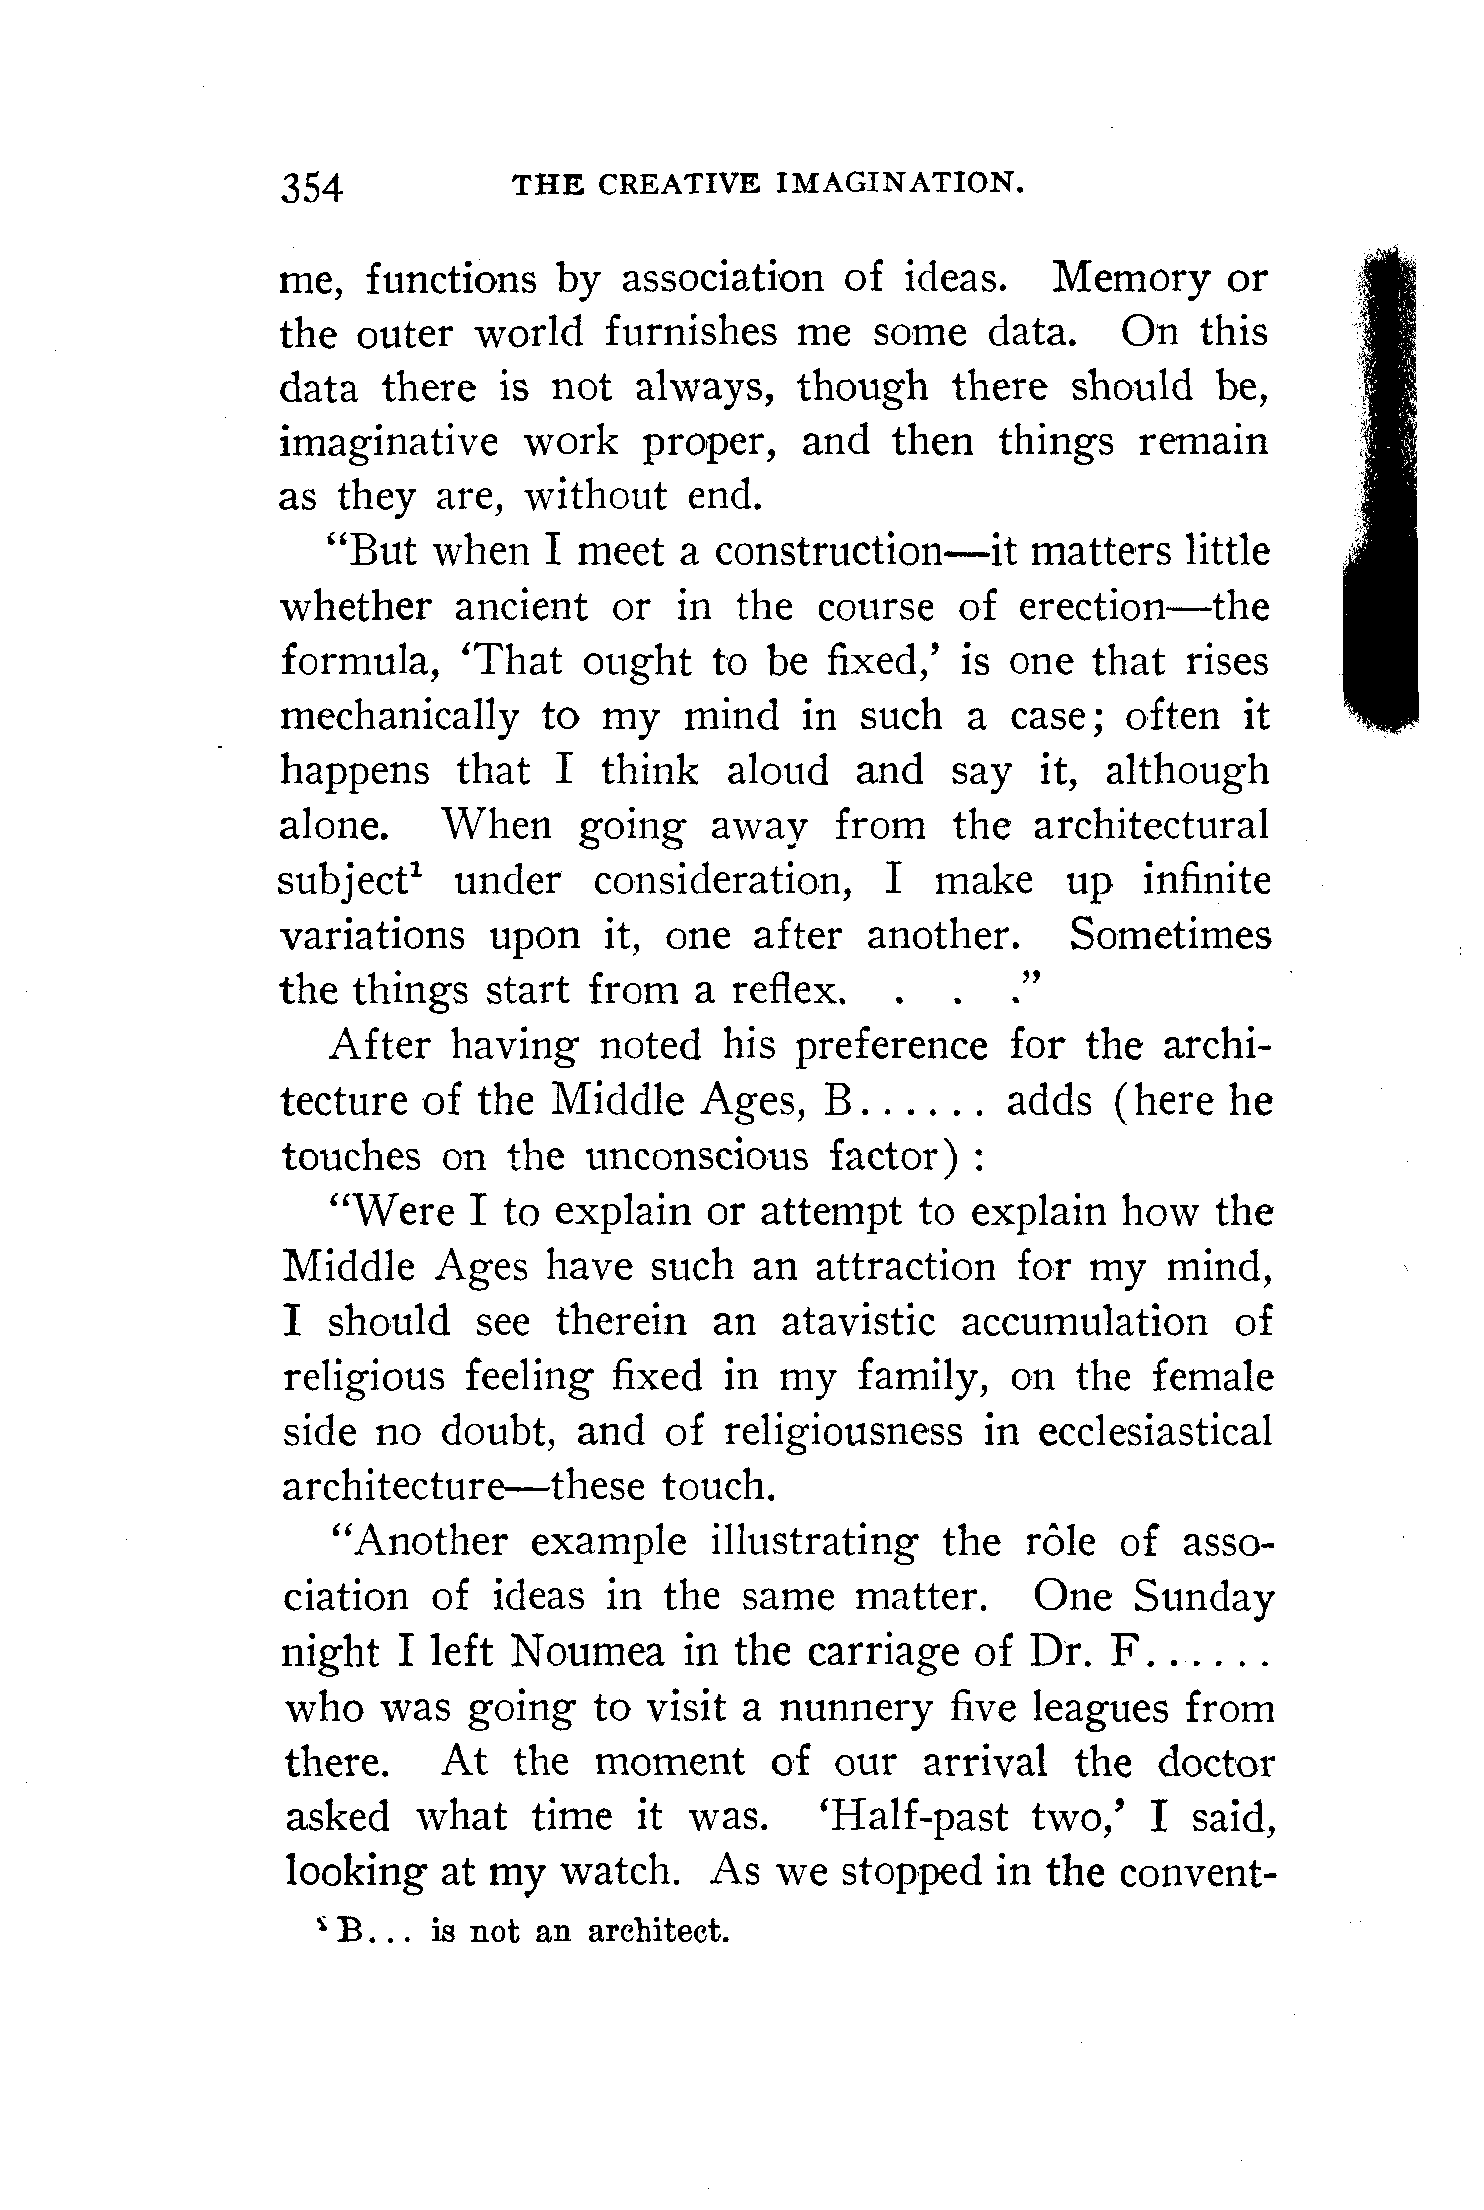 354 THE CREATIVE IMAGINATION.
me, functions by association of ideas. Memory or
the outer world furnishes me some data. On this
data there is not always, though there should be,
imaginative work proper, and then things remain
as they are, without end.
“But when I meet a construction—it matters little
whether ancient or in the course of erection—the
formula, ‘That ought to be fixed,’ is one that rises
mechanically to my mind in such a case; often it
happens that I think aloud and say it, although
alone. When going away from the architectural
subject¹ under consideration, I make up infinite
variations upon it, one after another. Sometimes
the things start from a reflex. . . .”
After having noted his preference for the archi-
tecture of the Middle Ages, B...... adds (here he
touches on the unconscious factor) :
“Were I to explain or attempt to explain how the
Middle Ages have such an attraction for my mind,
I should see therein an atavistic accumulation of
religious feeling fixed in my family, on the female
side no doubt, and of religiousness in ecclesiastical
architecture—these touch.
“Another example illustrating the rôle of asso-
ciation of ideas in the same matter. One Sunday
night I left Noumea in the carriage of Dr. F......
who was going to visit a nunnery five leagues from
there. At the moment of our arrival the doctor
asked what time it was. ‘Half-past two,’ I said,
looking at my watch. As we stopped in the convent-
¹ B... is not an architect.